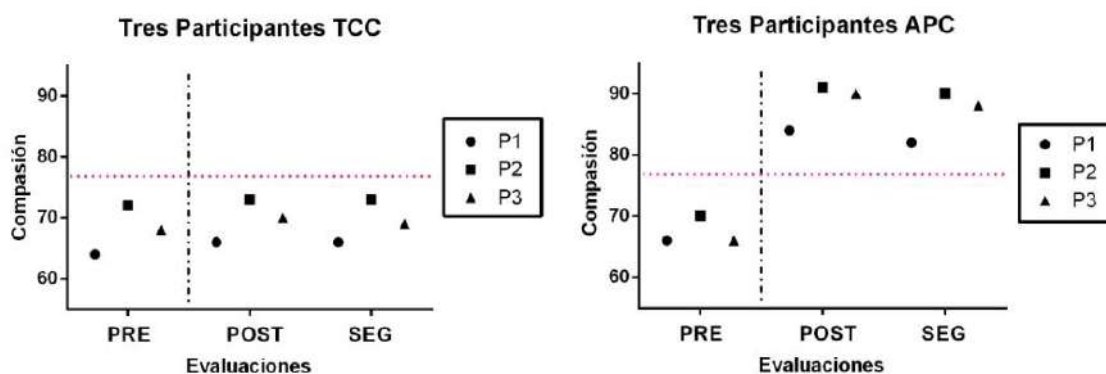 Tres Participantes TCC
Compasión
90
80
70
60
PRE POST SEG
Evaluaciones
P1
P2
P3
Tres Participantes APC
Compasión
90
80
70
60
PRE POST SEG
Evaluaciones
P1
P2
P3